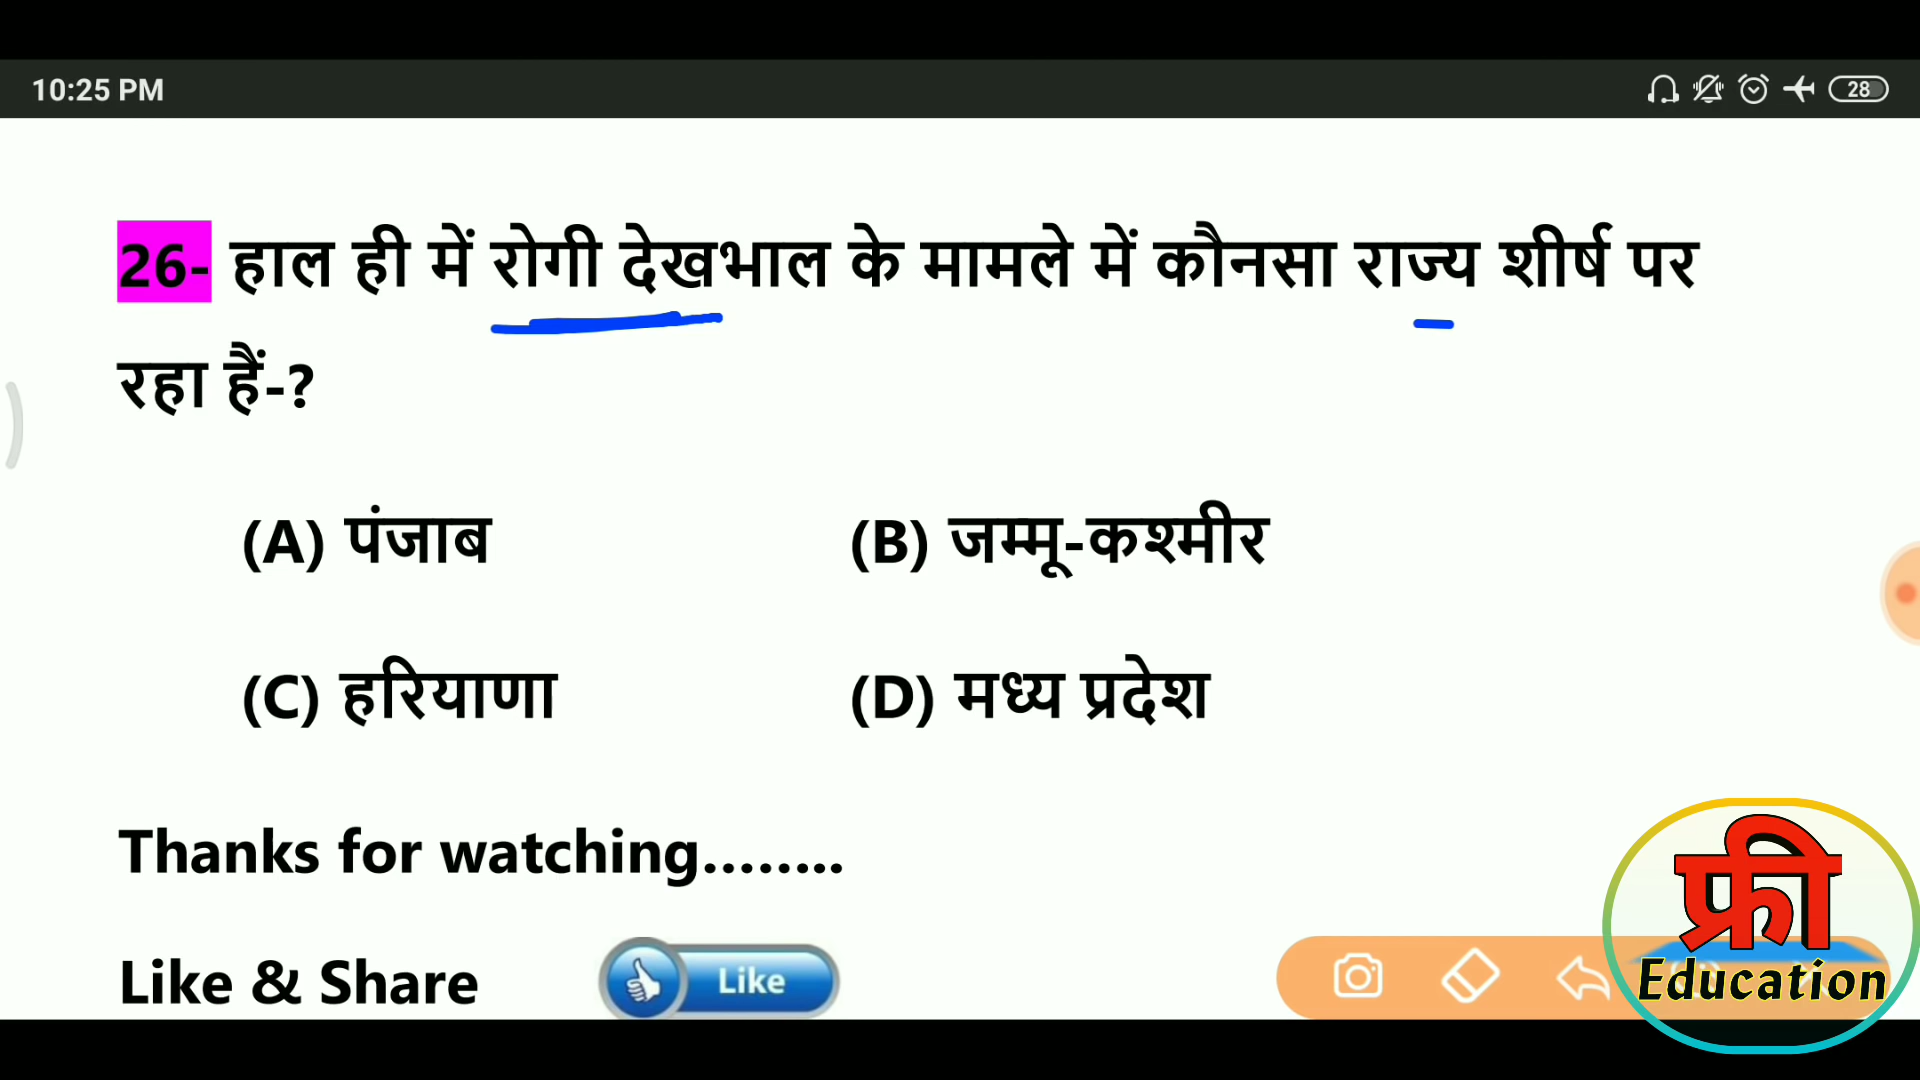 10:25 PM
28
26- हाल ही में रोगी देखभाल के मामले में कौनसा राज्य शीर्ष पर
रहा हैं-?
(A) पंजाब (B) जम्मू-कश्मीर
(C) हरियाणा (D) मध्य प्रदेश
Thanks for watching........
Like & Share
Like
फ्री
Education